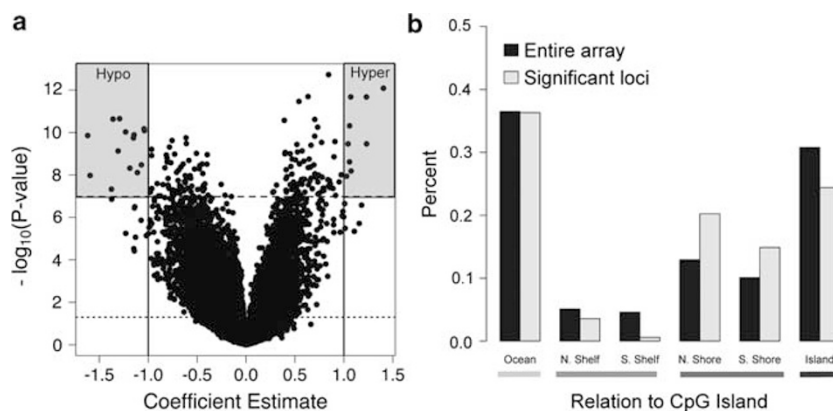 a
Hypo
Hyper
12
10
8
6
4
2
0
- log10(P-value)
-1.5 -1.0 -0.5 0.0 0.5 1.0 1.5
Coefficient Estimate
b
0.5
0.4
0.3
0.2
0.1
0.0
Percent
Entire array
Significant loci
Ocean N. Shelf S. Shelf N. Shore S. Shore Island
Relation to CpG Island